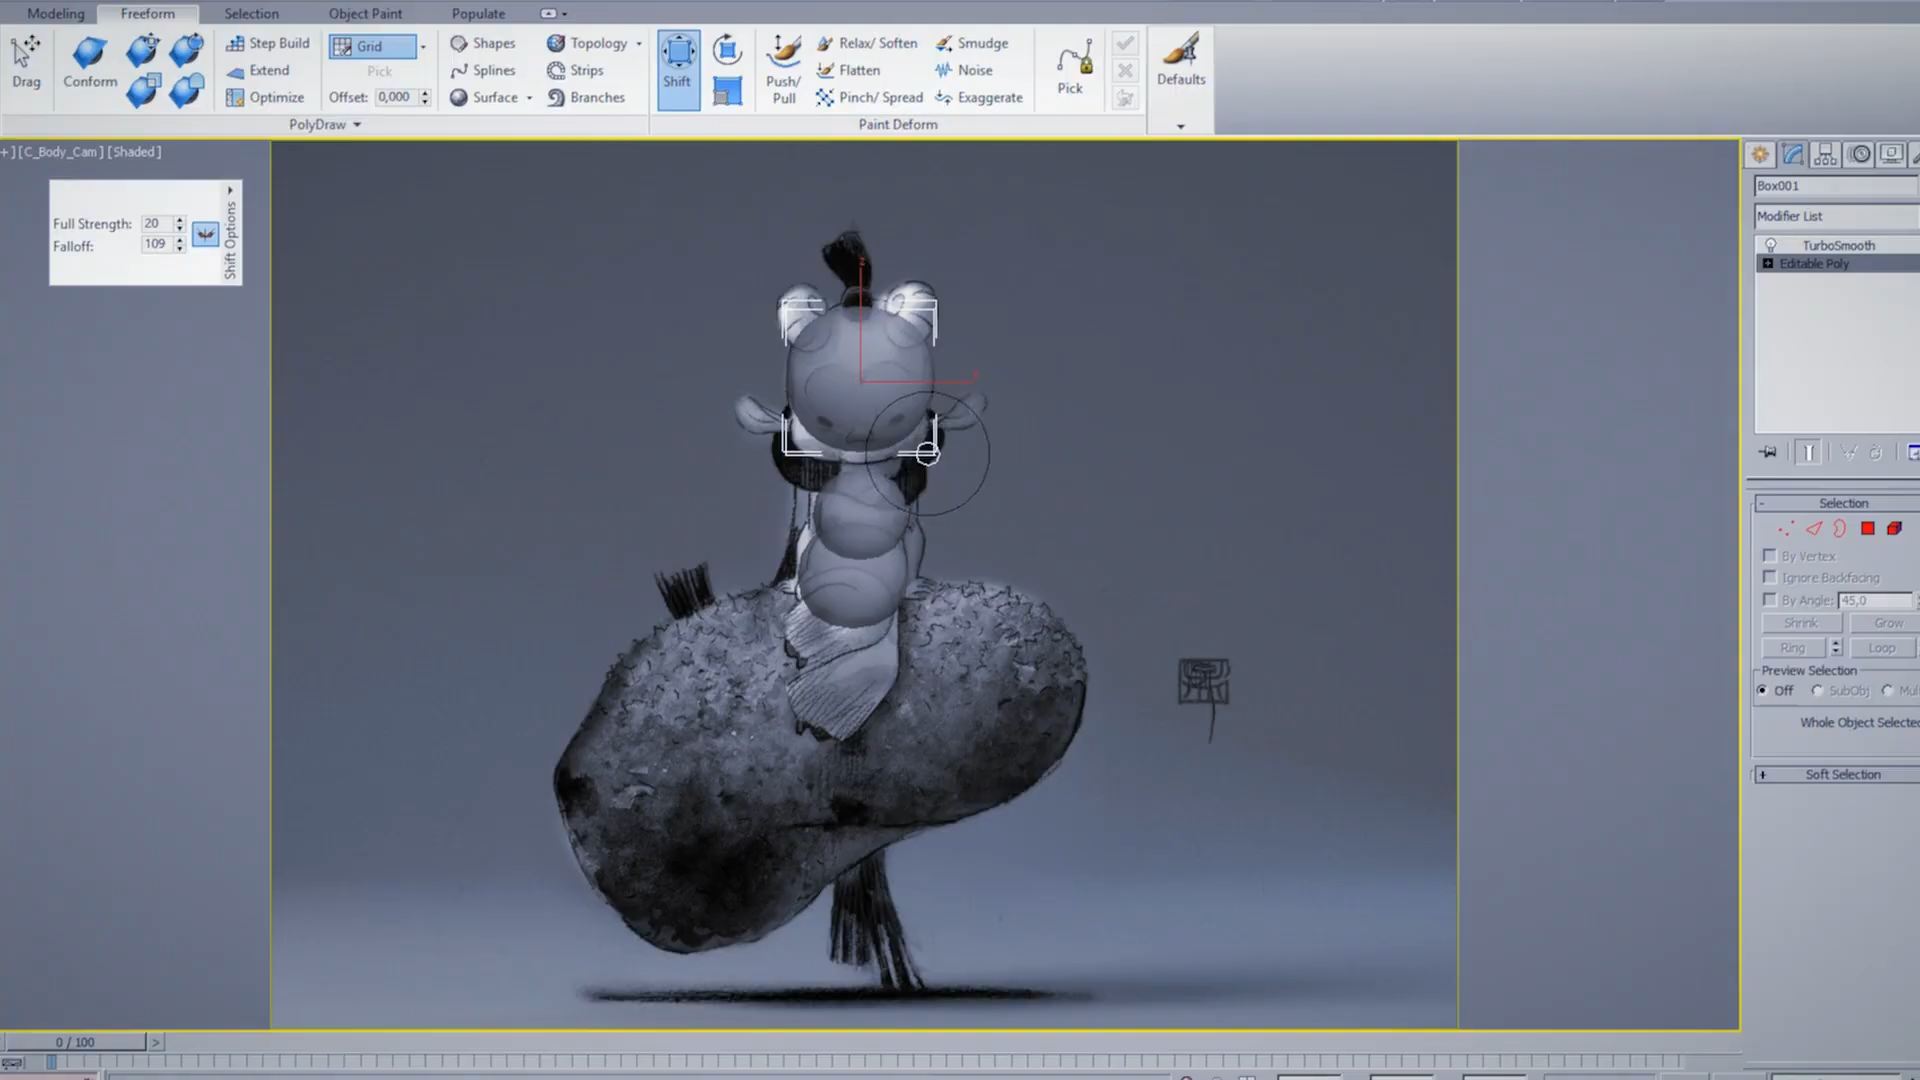 Modeling Freeform Selection Object Paint Populate
Drag
Conform
Step Build
Extend
Optimize
Grid
Pick
Offset: 0,000
Shapes
Splines
Surface
Topology
Strips
Branches
PolyDraw
Shift
Push/
Pull
Relax/ Soften
Flatten
Pinch/ Spread
Smudge
Noise
Exaggerate
Pick
Paint Deform
Defaults
+ ] [C_Body_Cam] [Shaded]
Full Strength: 20
Falloff: 109
Shift Options
Box001
Modifier List
TurboSmooth
Editable Poly
- Selection
By Vertex
Ignore Backfacing
By Angle: 45,0
Shrink Grow
Ring Loop
Preview Selection
Off SubObj Mul
Whole Object Selected
+ Soft Selection
0 / 100 >